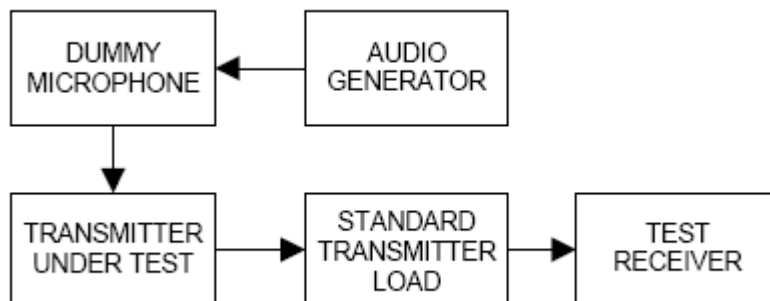 DUMMY
MICROPHONE
AUDIO
GENERATOR
TRANSMITTER
UNDER TEST
STANDARD
TRANSMITTER
LOAD
TEST
RECEIVER